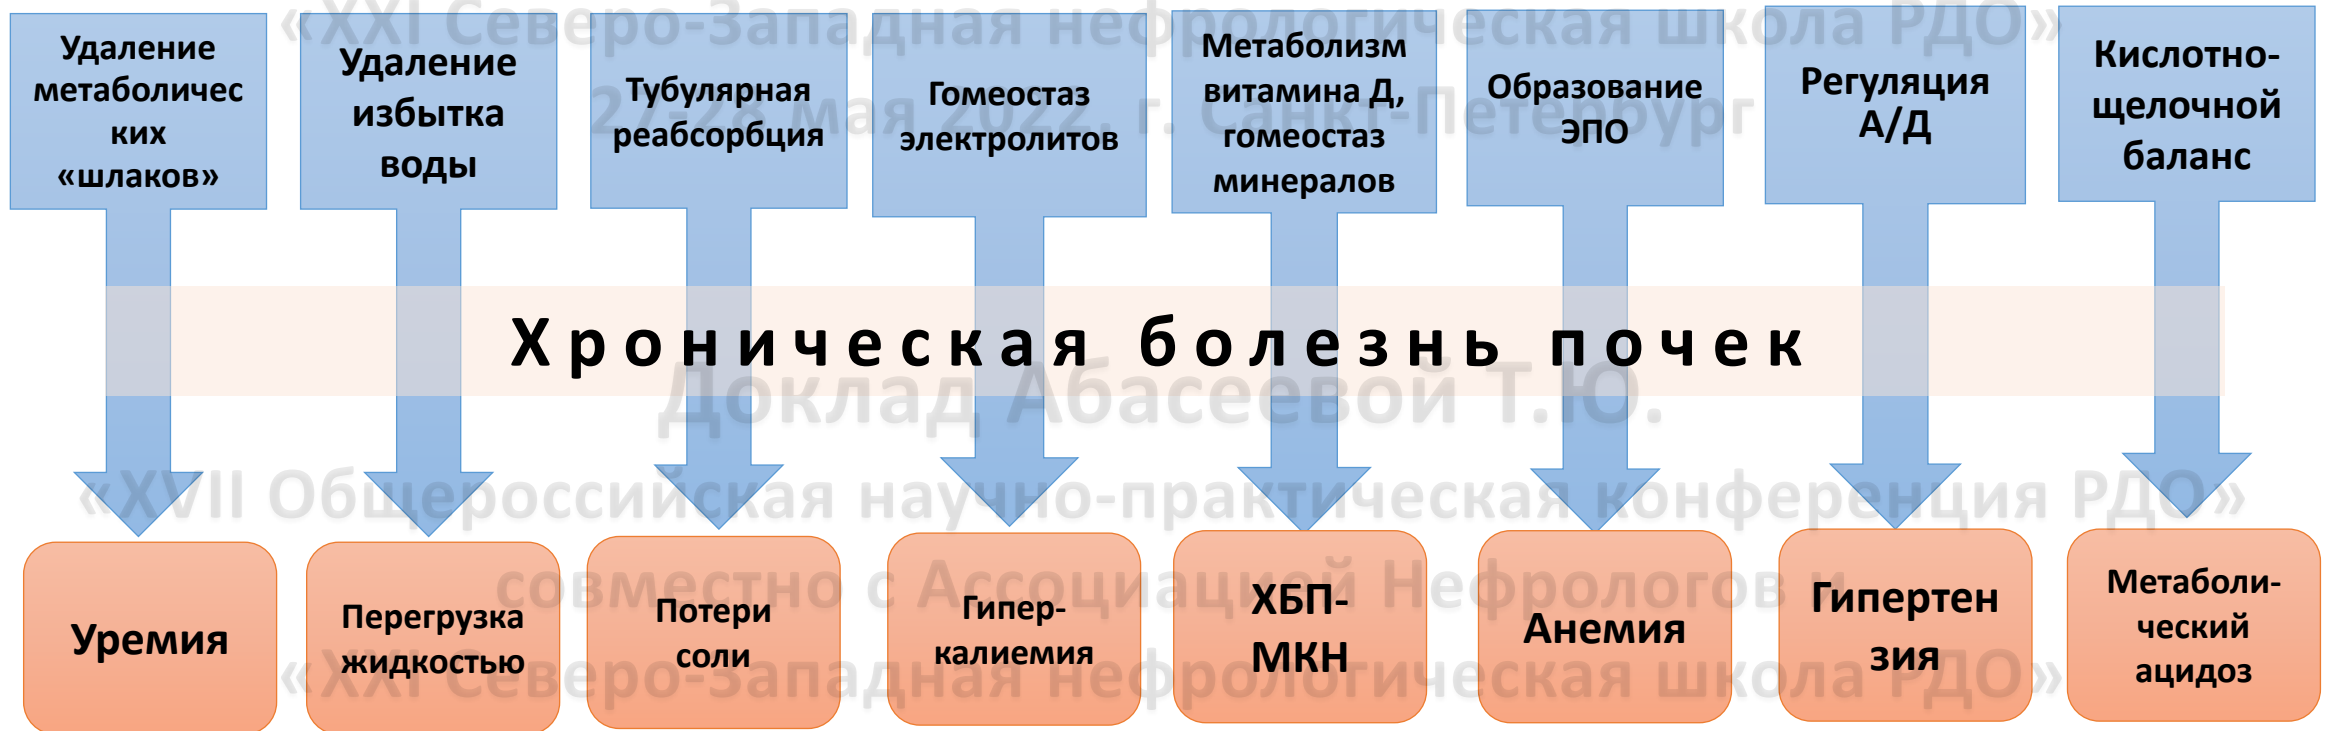 «XXI Северо-Западная нефрологическая школа РДО»
27-28 мая 2022. г. Санкт-Петербург
Удаление
метаболичес
ких
«шлаков»
Удаление
избытка
воды
Тубулярная
реабсорбция
Гомеостаз
электролитов
Метаболизм
витамина Д,
гомеостаз
минералов
Образование
ЭПО
Регуляция
А/Д
Кислотно-
щелочной
баланс
Хроническая болезнь почек
Доклад Абасеевой Т.Ю.
«XVII Общероссийская научно-практическая конференция РДО»
совместно с Ассоциацией Нефрологов и
«XXI Северо-Западная нефрологическая школа РДО»
Уремия
Перегрузка
жидкостью
Потери
соли
Гипер-
калиемия
ХБП-
МКН
Анемия
Гипертен
зия
Метаболи-
ческий
ацидоз